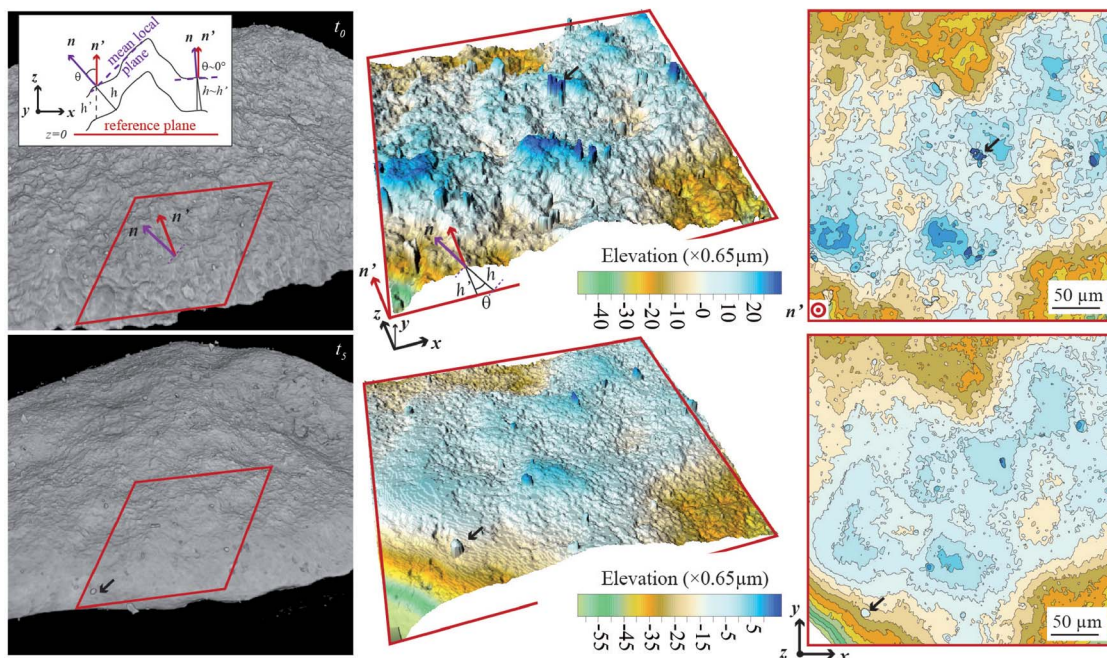 t0
n
n'
mean local
plane
θ
n
n'
θ~0°
h
h'
h~h'
z
y
x
z=0
reference plane
n
n'
n
n'
h
h'
θ
n'
z
y
x
Elevation (×0.65µm)
-40
-30
-20
-10
-0
10
20
n'
50 µm
t5
Elevation (×0.65µm)
-55
-45
-35
-25
-15
-5
5
y
z
x
50 µm